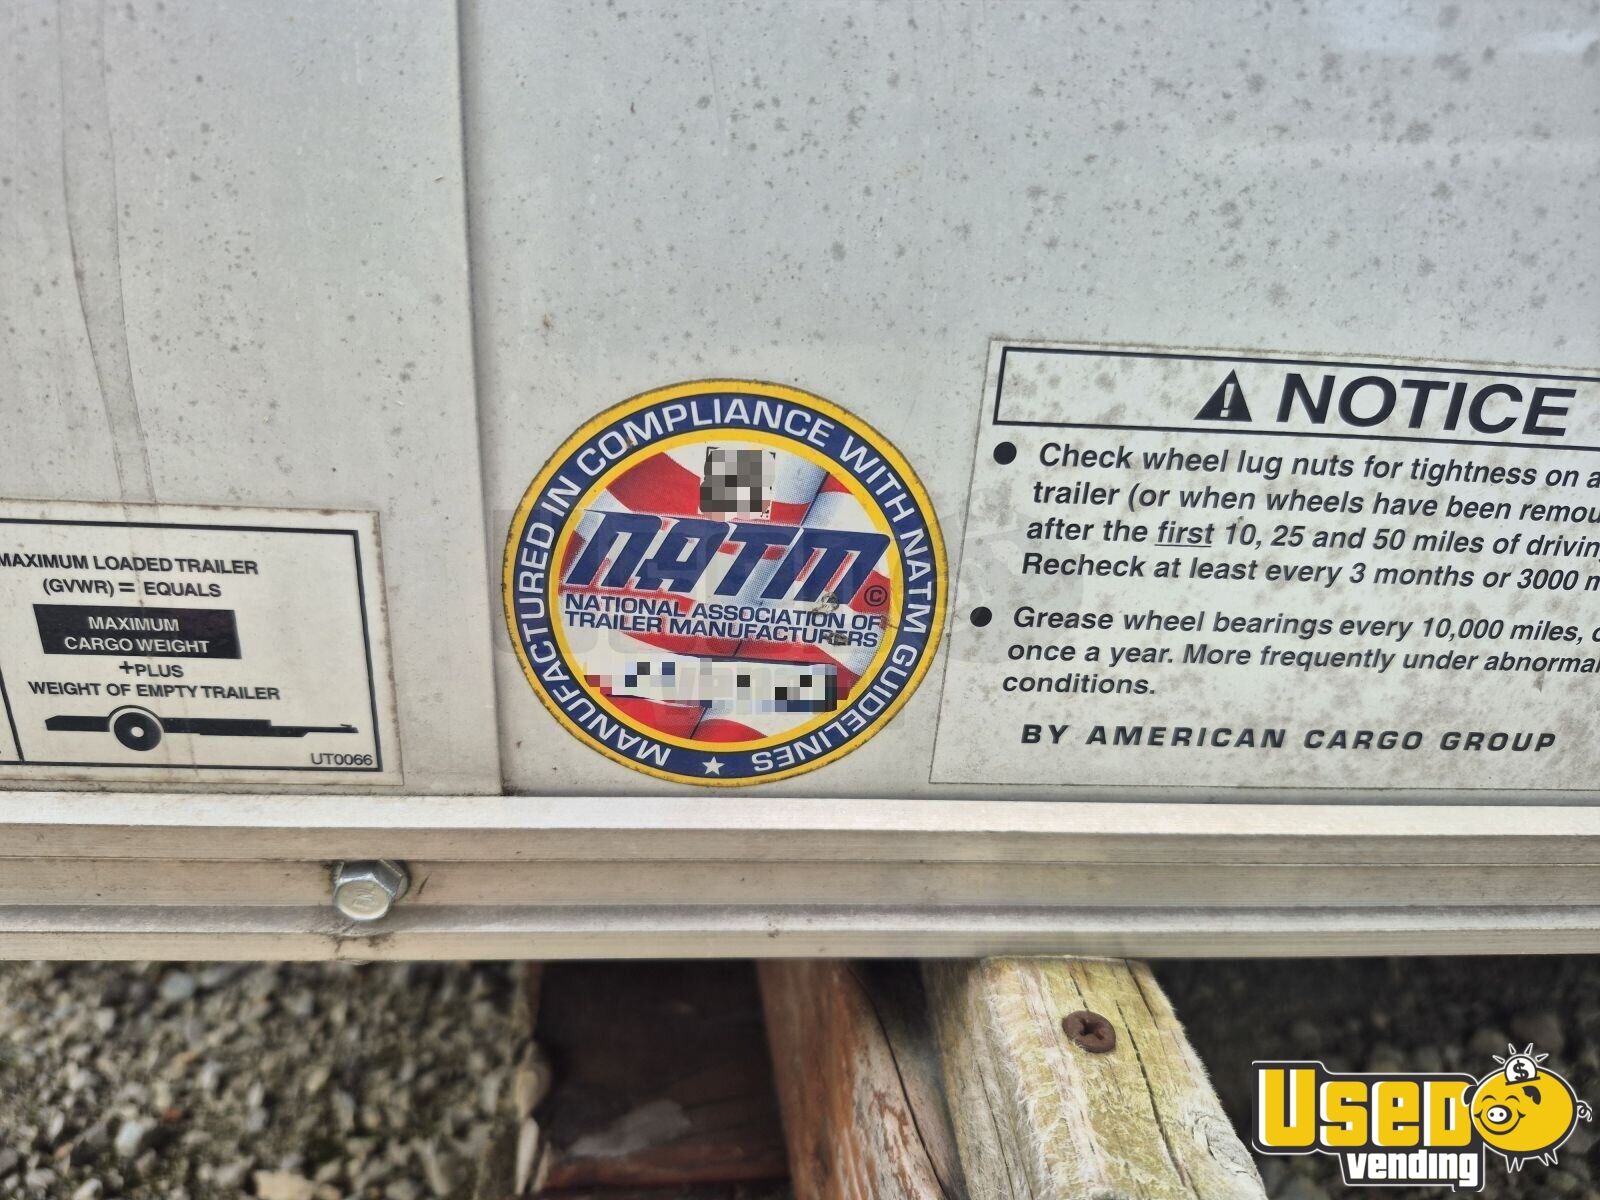 MAXIMUM LOADED TRAILER
(GVWR) = EQUALS
MAXIMUM
CARGO WEIGHT
+PLUS
WEIGHT OF EMPTY TRAILER
UT0066
MANUFACTURED IN COMPLIANCE WITH NATM GUIDELINES
NATM ©
NATIONAL ASSOCIATION OF
TRAILER MANUFACTURERS
NOTICE
● Check wheel lug nuts for tightness on a
trailer (or when wheels have been remou
after the first 10, 25 and 50 miles of drivin
Recheck at least every 3 months or 3000 m
● Grease wheel bearings every 10,000 miles, o
once a year. More frequently under abnormal
conditions.
BY AMERICAN CARGO GROUP
USED
vending